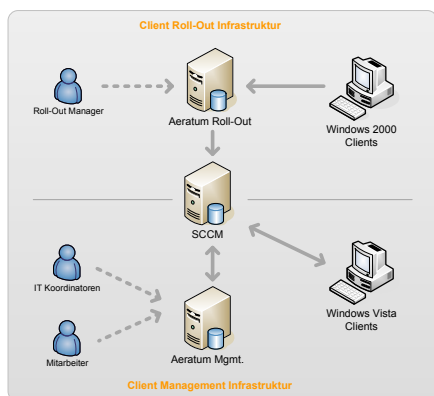 Client Roll-Out Infrastruktur
Roll-Out Manager
Aeratum Roll-Out
Windows 2000
Clients
SCCM
IT Koordinatoren
Windows Vista
Clients
Mitarbeiter
Aeratum Mgmt.
Client Management Infrastruktur